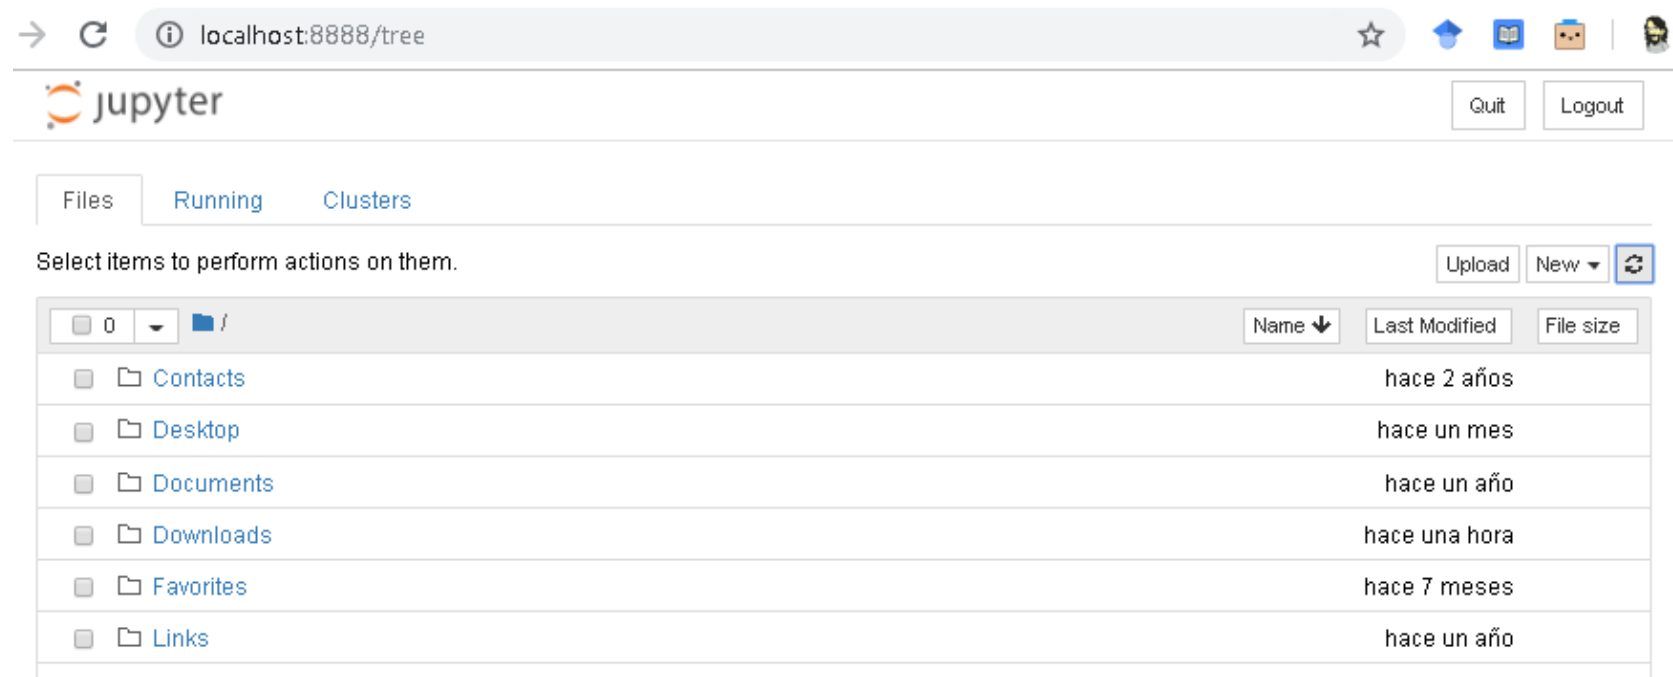 localhost:8888/tree
jupyter
Quit Logout
Files Running Clusters
Select items to perform actions on them.
Upload New
0 /
Name Last Modified File size
Contacts hace 2 años
Desktop hace un mes
Documents hace un año
Downloads hace una hora
Favorites hace 7 meses
Links hace un año